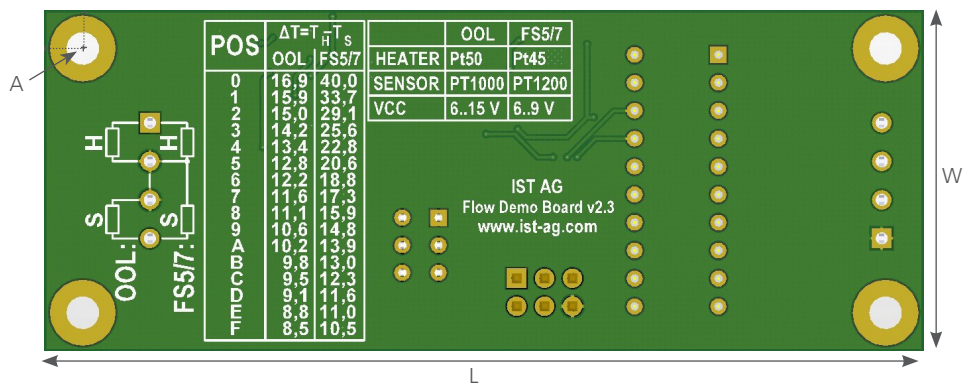 A
POS ΔT=TH-TS
OOL FS5/7
0 16,9 40,0
1 15,9 33,7
2 15,0 29,1
3 14,2 25,6
4 13,4 22,8
5 12,8 20,6
6 12,2 18,8
7 11,6 17,3
8 11,1 15,9
9 10,6 14,8
A 10,2 13,9
B 9,8 13,0
C 9,5 12,3
D 9,1 11,6
E 8,8 11,0
F 8,5 10,5
OOL FS5/7
HEATER Pt50 Pt45
SENSOR PT1000 PT1200
VCC 6..15 V 6..9 V
H H
S S
OOL:
FS5/7:
IST AG
Flow Demo Board v2.3
www.ist-ag.com
W
L